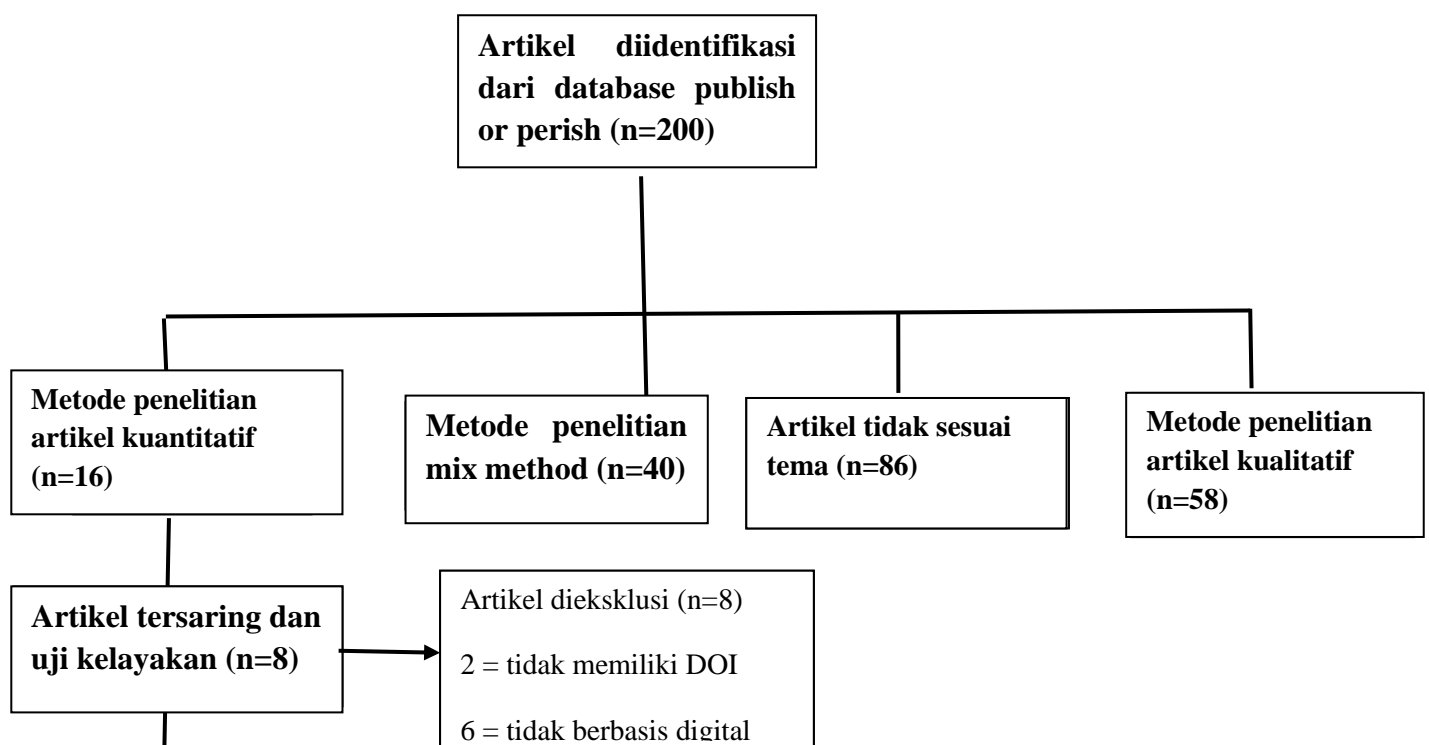 Artikel diidentifikasi
dari database publish
or perish (n=200)
Metode penelitian
artikel kuantitatif
(n=16)
Metode penelitian
mix method (n=40)
Artikel tidak sesuai
tema (n=86)
Metode penelitian
artikel kualitatif
(n=58)
Artikel tersaring dan
uji kelayakan (n=8)
Artikel dieksklusi (n=8)
2 = tidak memiliki DOI
6 = tidak berbasis digital